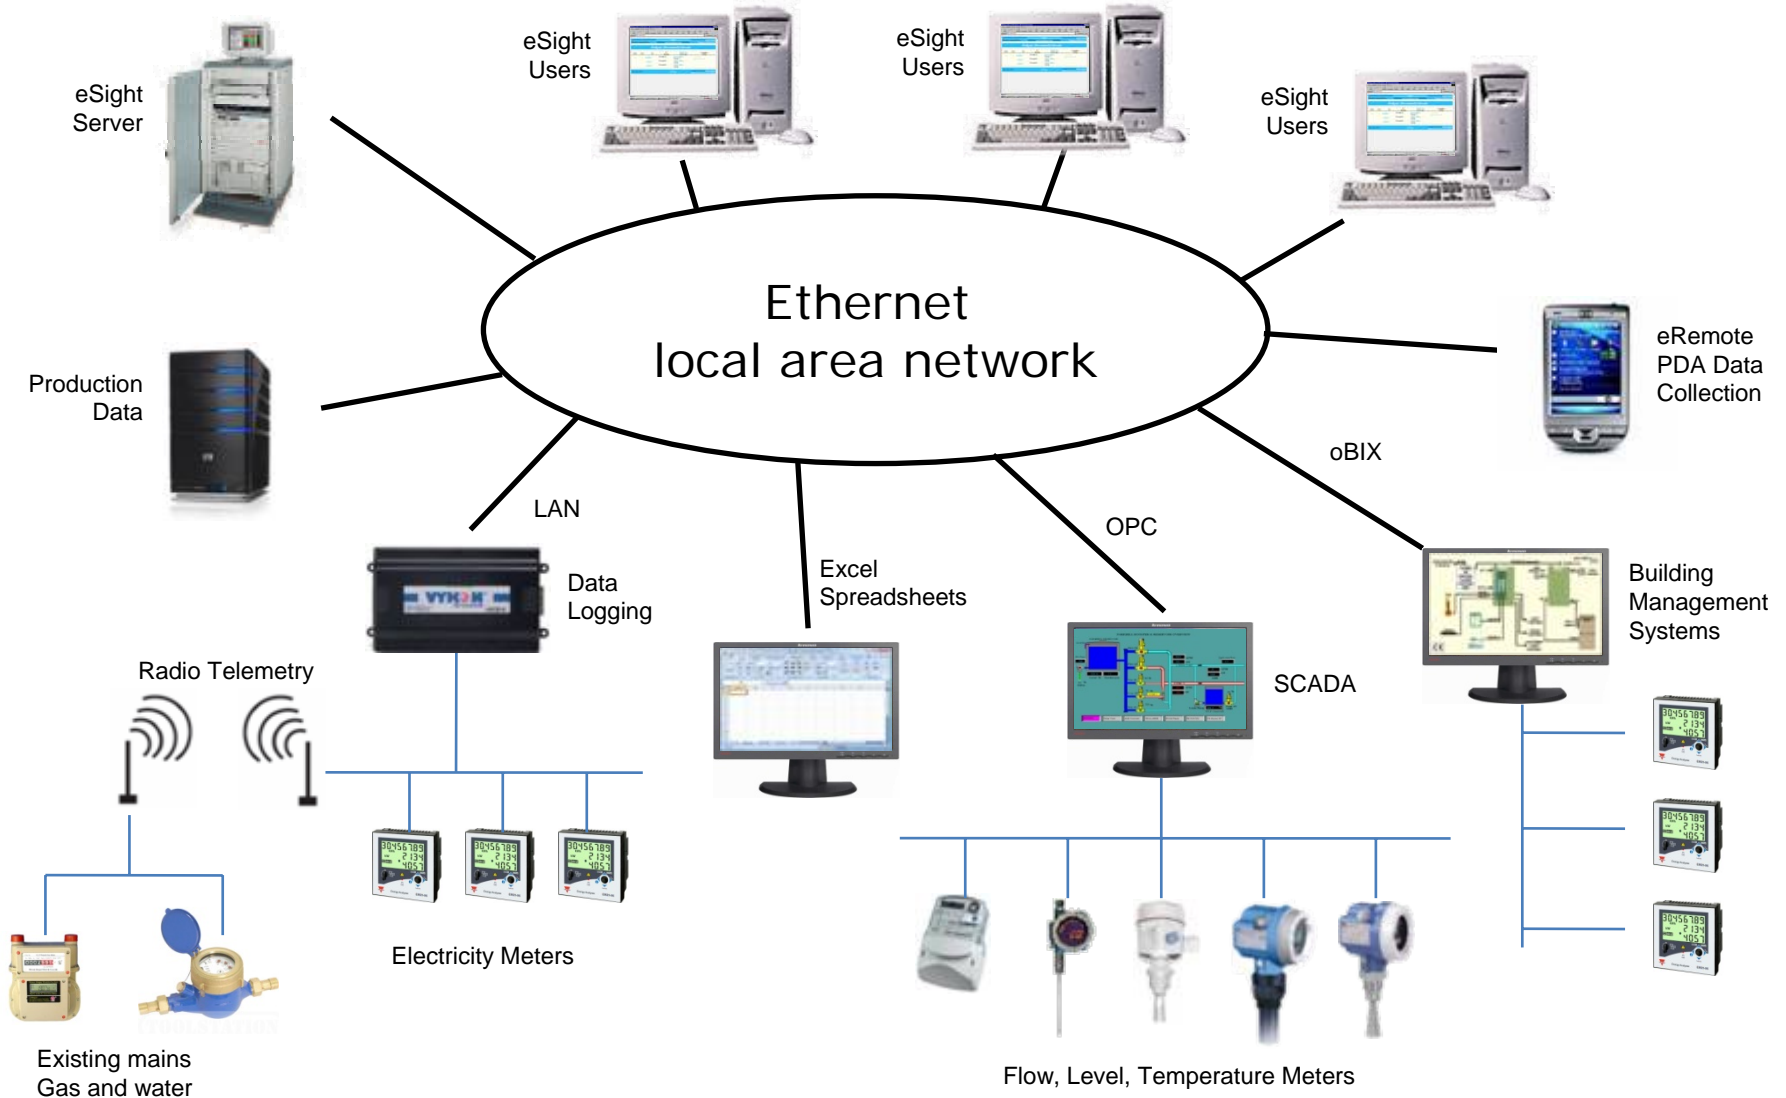 eSight
Server
eSight
Users
eSight
Users
eSight
Users
Ethernet
local area network
Production
Data
eRemote
PDA Data
Collection
LAN
oBIX
OPC
Data
Logging
VYKON
Excel
Spreadsheets
SCADA
Building
Management
Systems
Radio Telemetry
Electricity Meters
Existing mains
Gas and water
Flow, Level, Temperature Meters